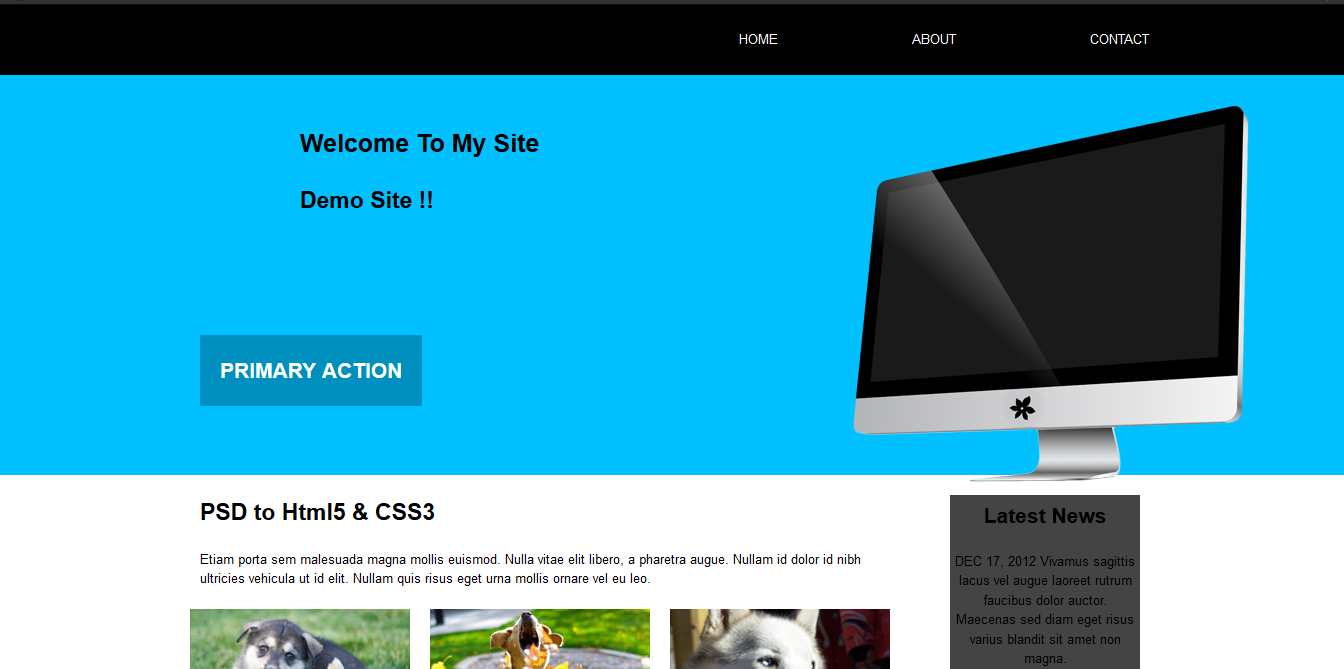 HOME ABOUT CONTACT
Welcome To My Site
Demo Site !!
PRIMARY ACTION
PSD to Html5 & CSS3
Etiam porta sem malesuada magna mollis euismod. Nulla vitae elit libero, a pharetra augue. Nullam id dolor id nibh
ultricies vehicula ut id elit. Nullam quis risus eget urna mollis ornare vel eu leo.
Latest News
DEC 17, 2012 Vivamus sagittis
lacus vel augue laoreet rutrum
faucibus dolor auctor.
Maecenas sed diam eget risus
varius blandit sit amet non
magna.